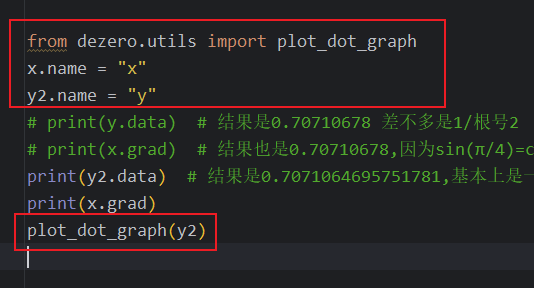 from dezero.utils import plot_dot_graph
x.name = "x"
y2.name = "y"
# print(y.data)  # 结果是0.70710678 差不多是1/根号2
# print(x.grad)  # 结果也是0.70710678,因为sin(π/4)=c
print(y2.data)  # 结果是0.7071064695751781,基本上是一
print(x.grad)
plot_dot_graph(y2)